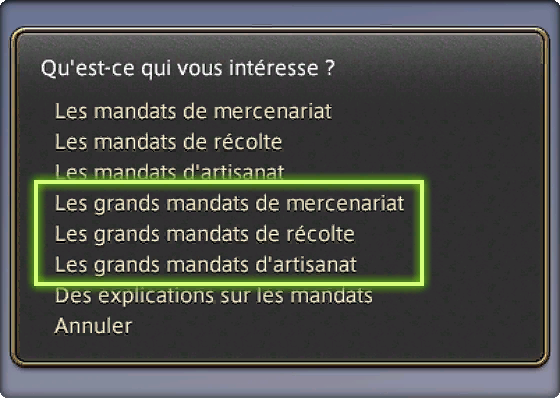 Qu'est-ce qui vous intéresse ?
Les mandats de mercenariat
Les mandats de récolte
Les mandats d'artisanat
Les grands mandats de mercenariat
Les grands mandats de récolte
Les grands mandats d'artisanat
Des explications sur les mandats
Annuler